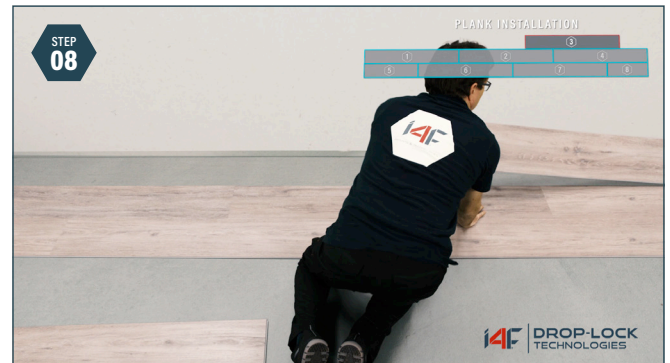 STEP
08
PLANK INSTALLATION
3
1 2 4
5 6 7 8
i4F
i4F DROP-LOCK
TECHNOLOGIES